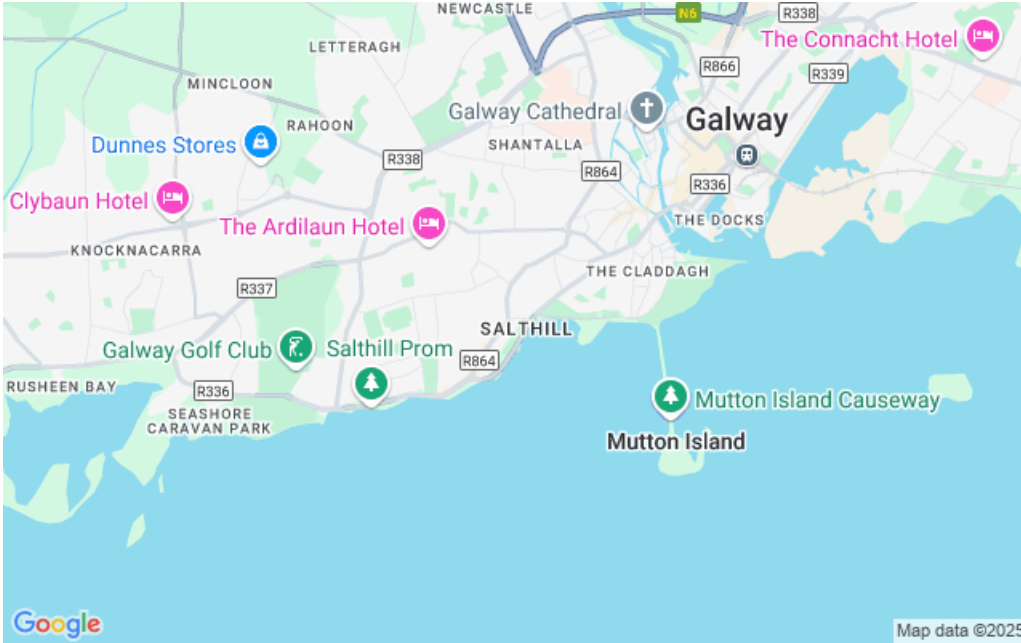 NEWCASTLE
N6
R338
The Connacht Hotel
LETTERAGH
R866
R339
MINCLOON
Galway Cathedral
Galway
RAHOON
Dunnes Stores
SHANTALLA
R338
R864
R336
Clybaun Hotel
The Ardilaun Hotel
THE DOCKS
KNOCKNACARRA
THE CLADDAGH
R337
SALTHILL
Galway Golf Club
Salthill Prom
R864
RUSHEEN BAY
R336
Mutton Island Causeway
SEASHORE
CARAVAN PARK
Mutton Island
Google
Map data ©2025